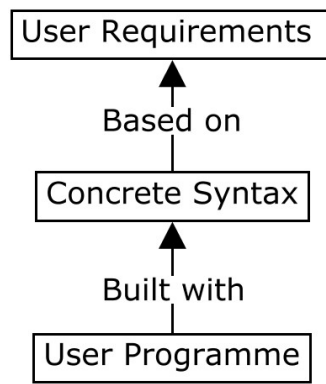 User Requirements
Based on
Concrete Syntax
Built with
User Programme